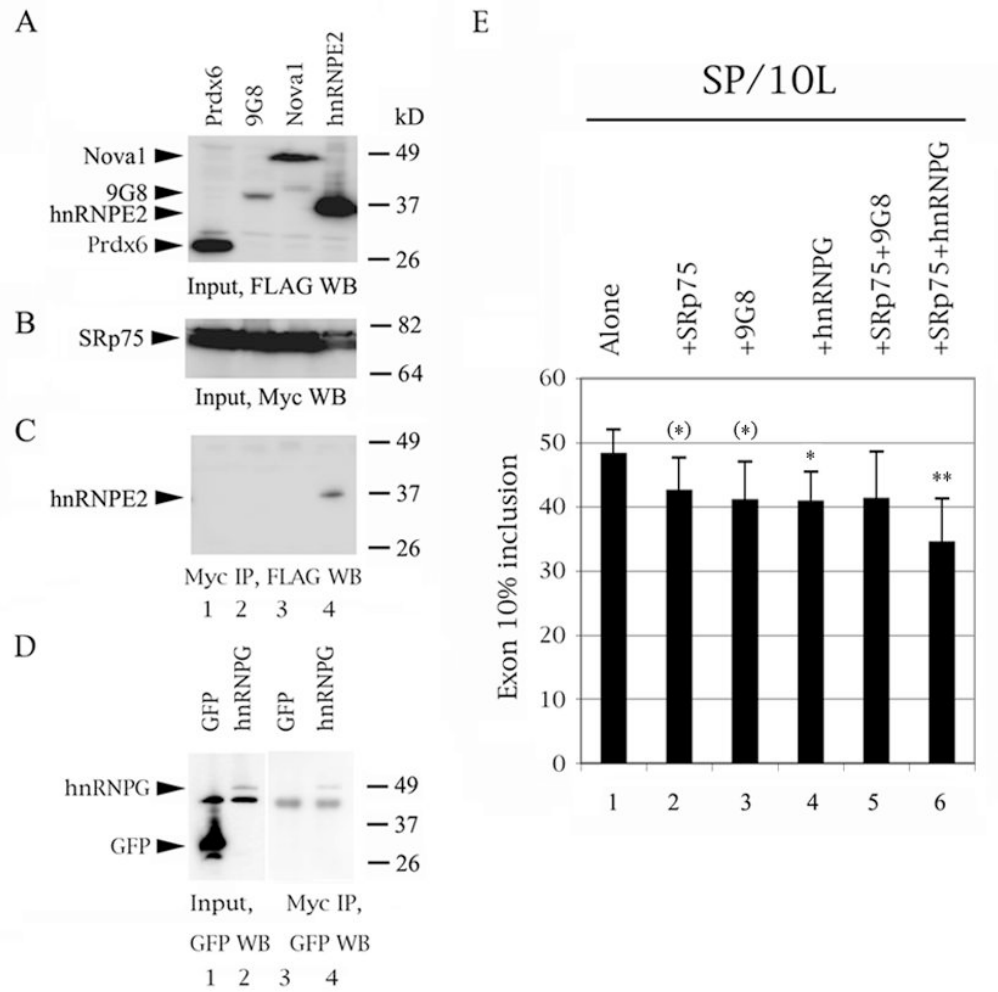 A
Prdx6
9G8
Nova1
hnRNPE2
kD
Nova1
49
9G8
37
hnRNPE2
Prdx6
26
Input, FLAG WB
B
82
SRp75
64
Input, Myc WB
C
49
hnRNPE2
37
26
Myc IP, FLAG WB
1 2 3 4
D
GFP
hnRNPG
GFP
hnRNPG
hnRNPG
49
37
GFP
26
Input, Myc IP,
GFP WB GFP WB
1 2 3 4
E
SP/10L
Alone
+SRp75
+9G8
+hnRNPG
+SRp75+9G8
+SRp75+hnRNPG
Exon 10% inclusion
60
50
40
30
20
10
0
(*) (*) * **
1 2 3 4 5 6